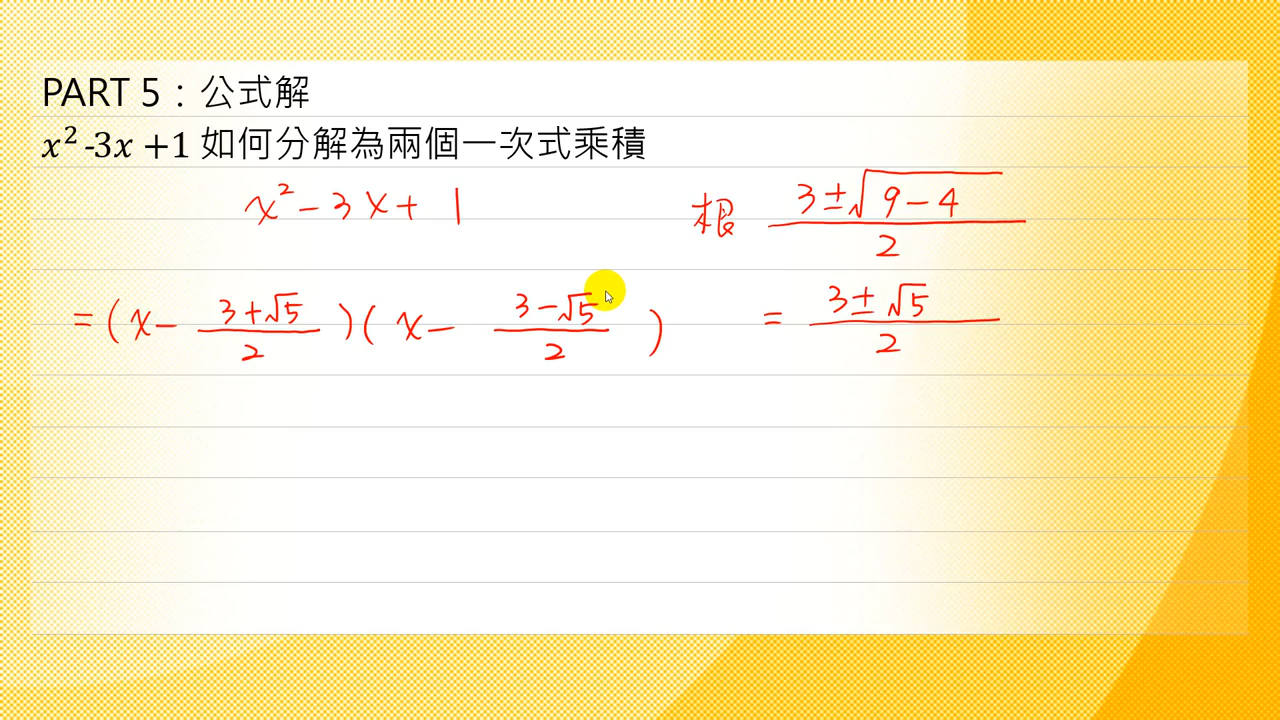 PART 5：公式解
x² -3x +1 如何分解為兩個一次式乘積
x² - 3x + 1
根 (3±√(9-4))/2
= (x - (3+√5)/2)(x - (3-√5)/2)
= (3±√5)/2